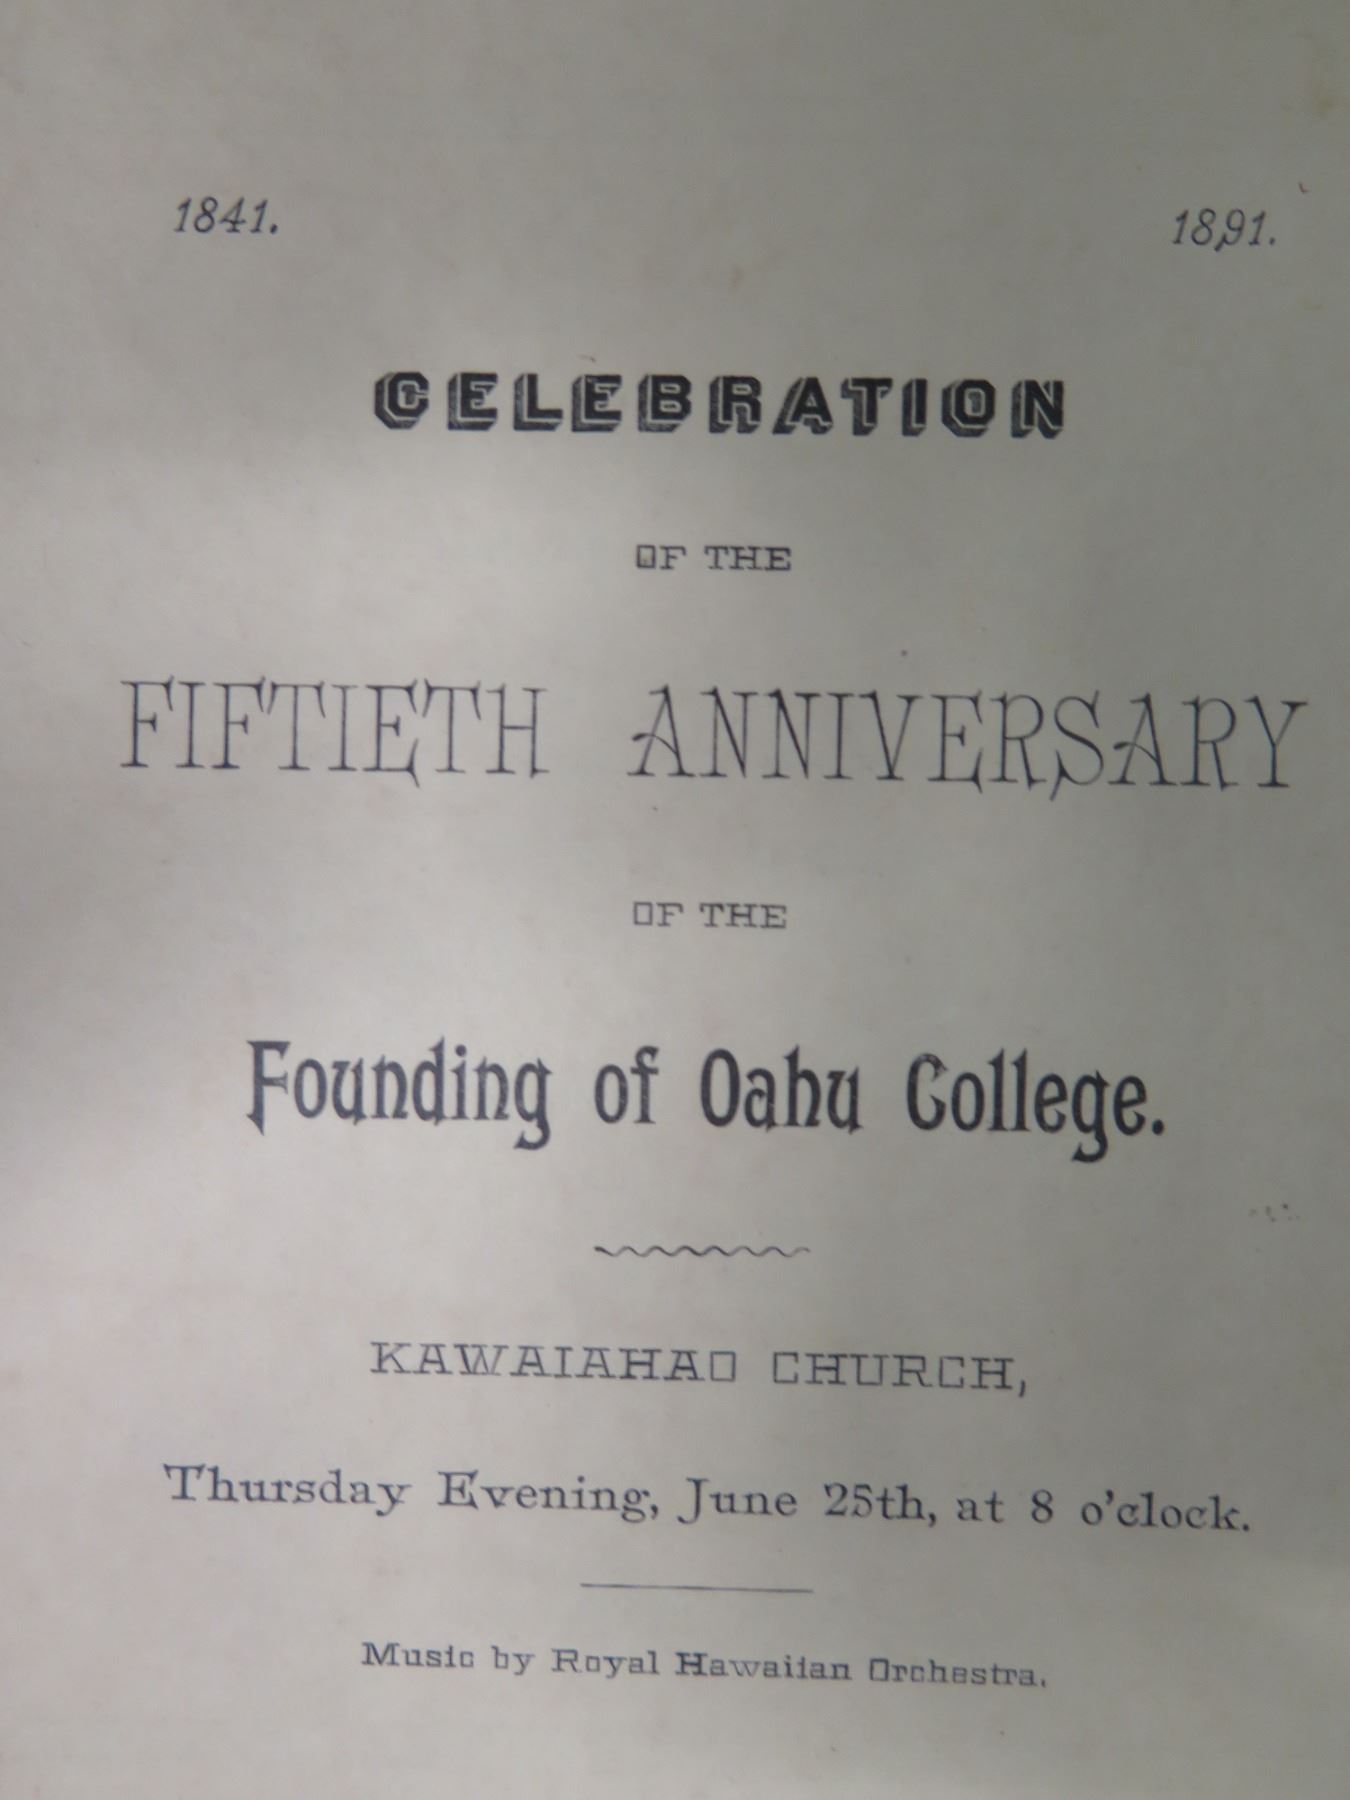 1841. 1891.
CELEBRATION
OF THE
FIFTIETH ANNIVERSARY
OF THE
Founding of Oahu College.
KAWAIAHAO CHURCH,
Thursday Evening, June 25th, at 8 o'clock.
Music by Royal Hawaiian Orchestra.